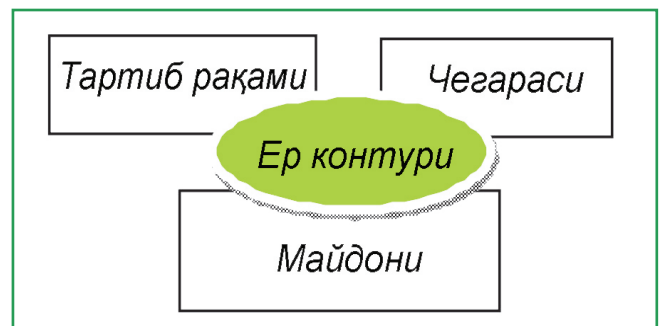 Тартиб рақами
Чегараси
Ер контури
Майдони